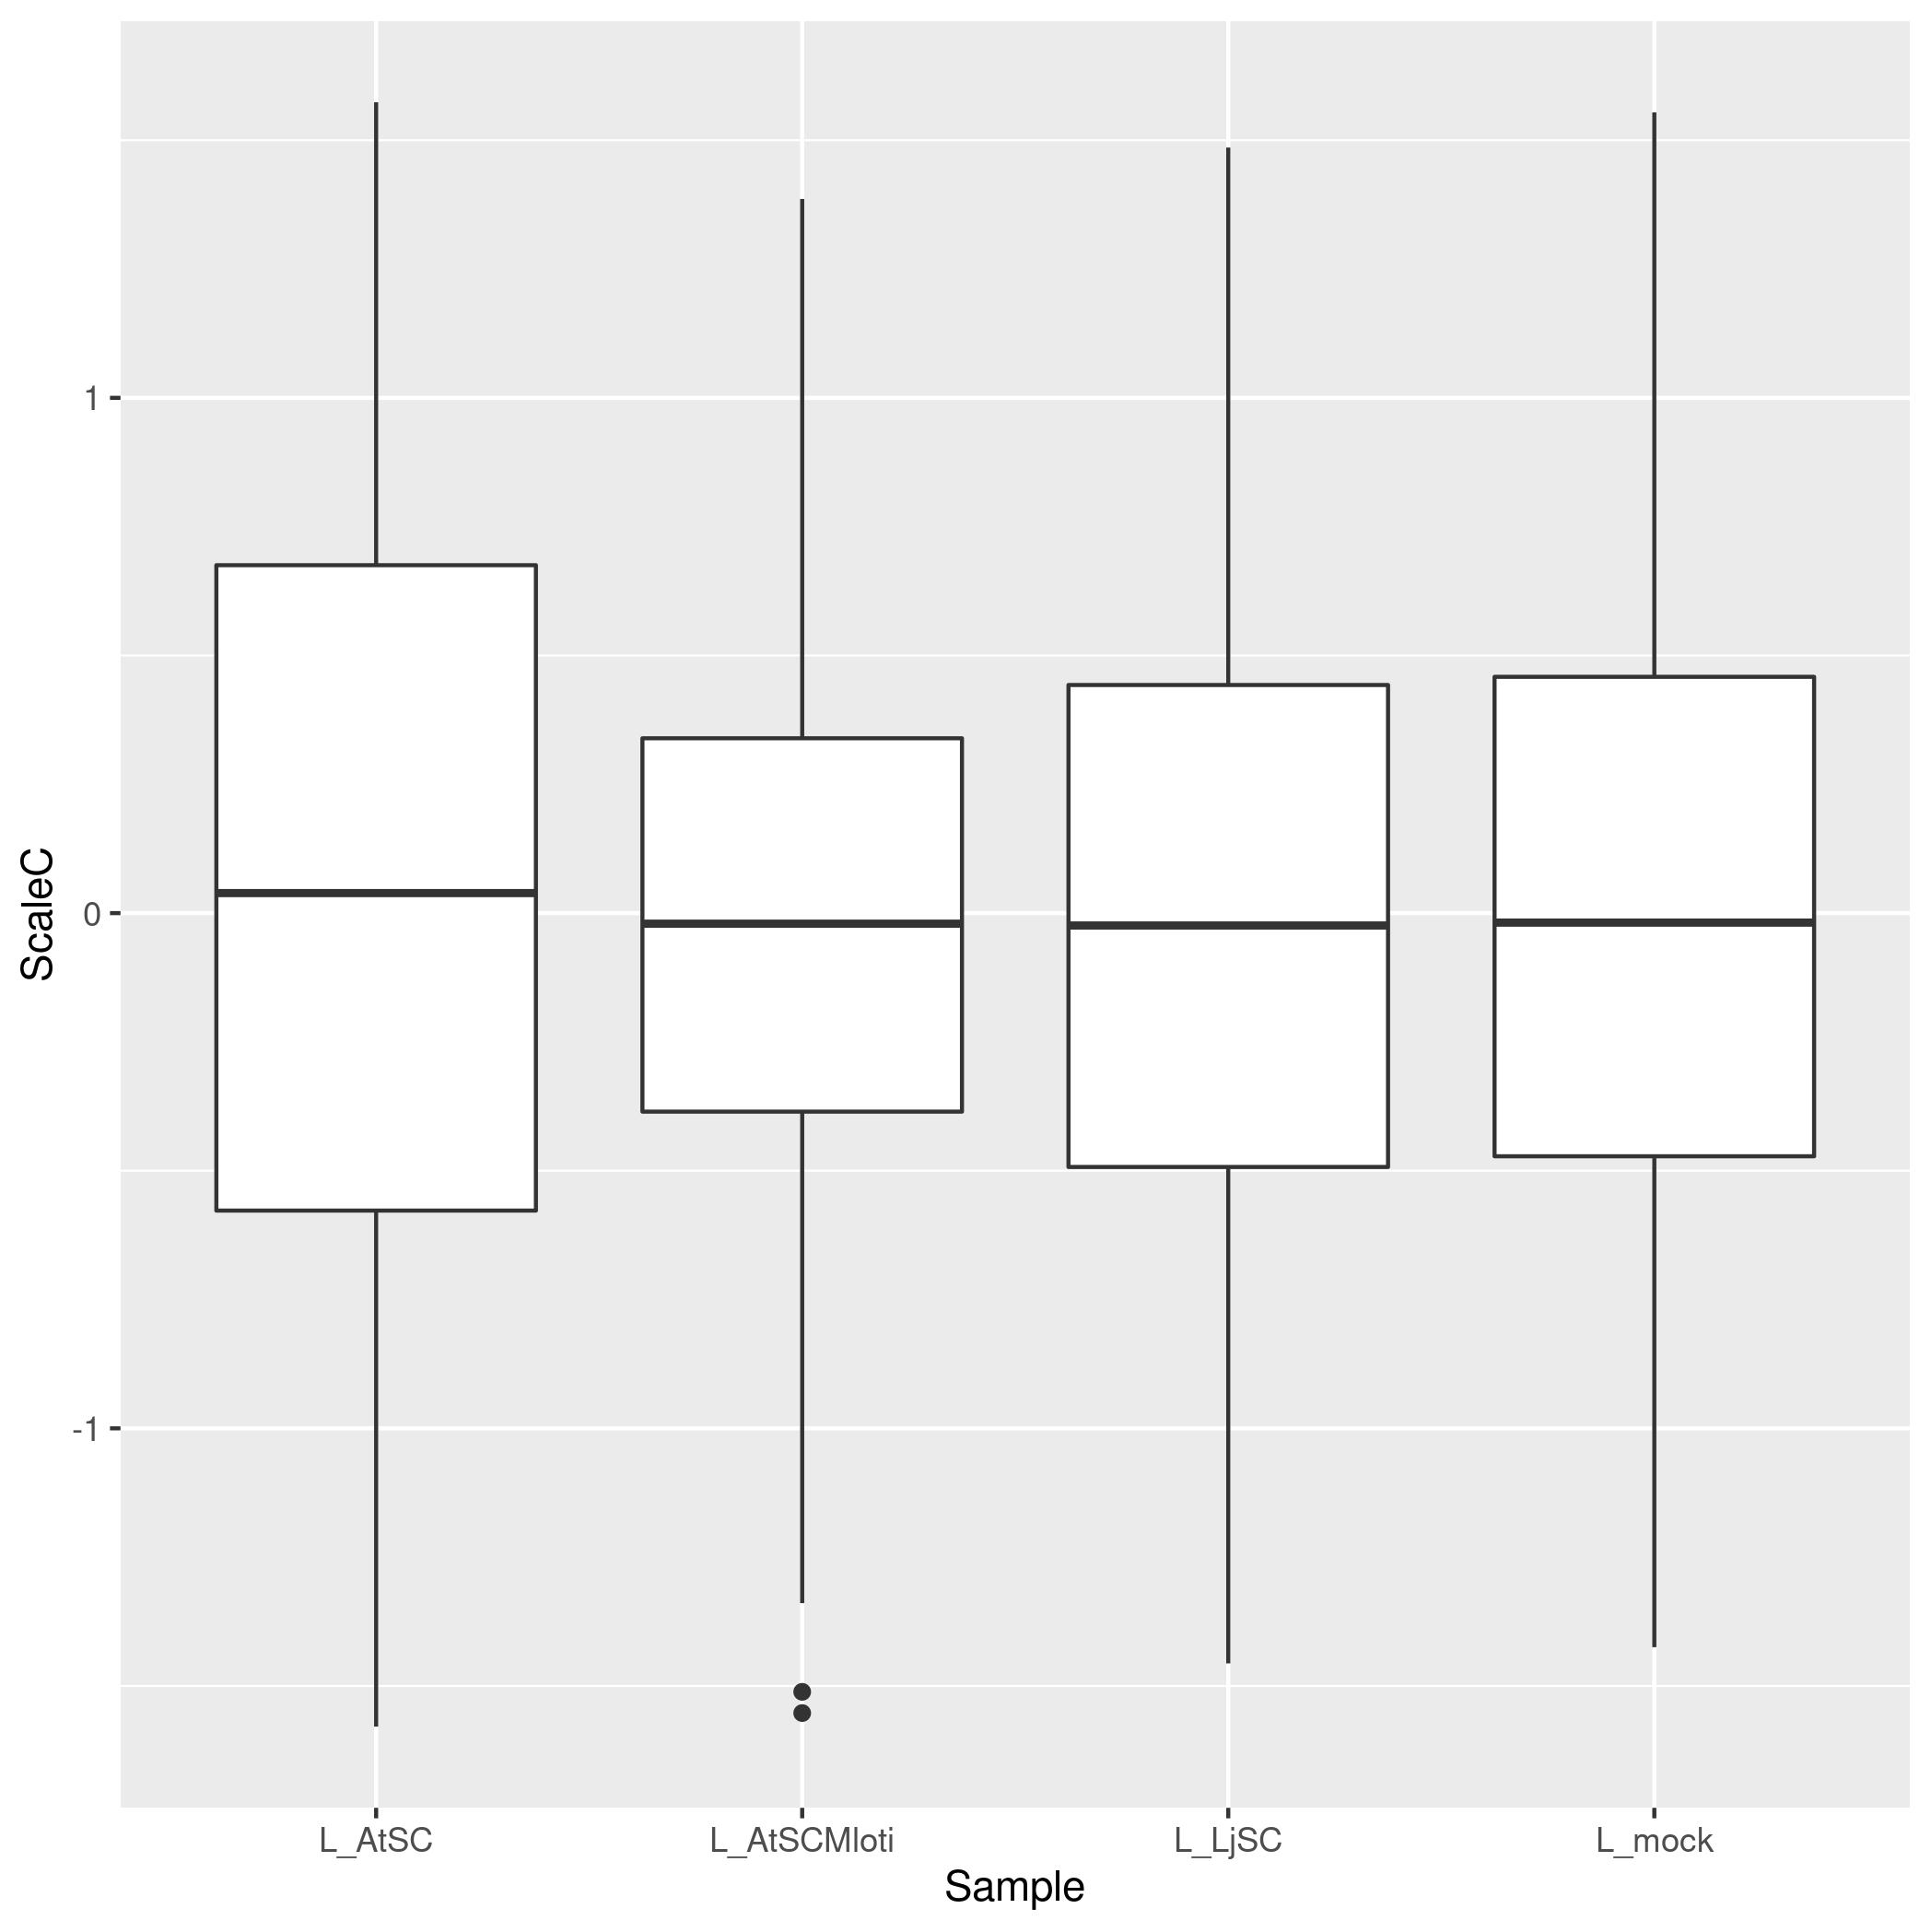 ScaleC
1
0
-1
L_AtSC
L_AtSCMloti
L_LjSC
L_mock
Sample